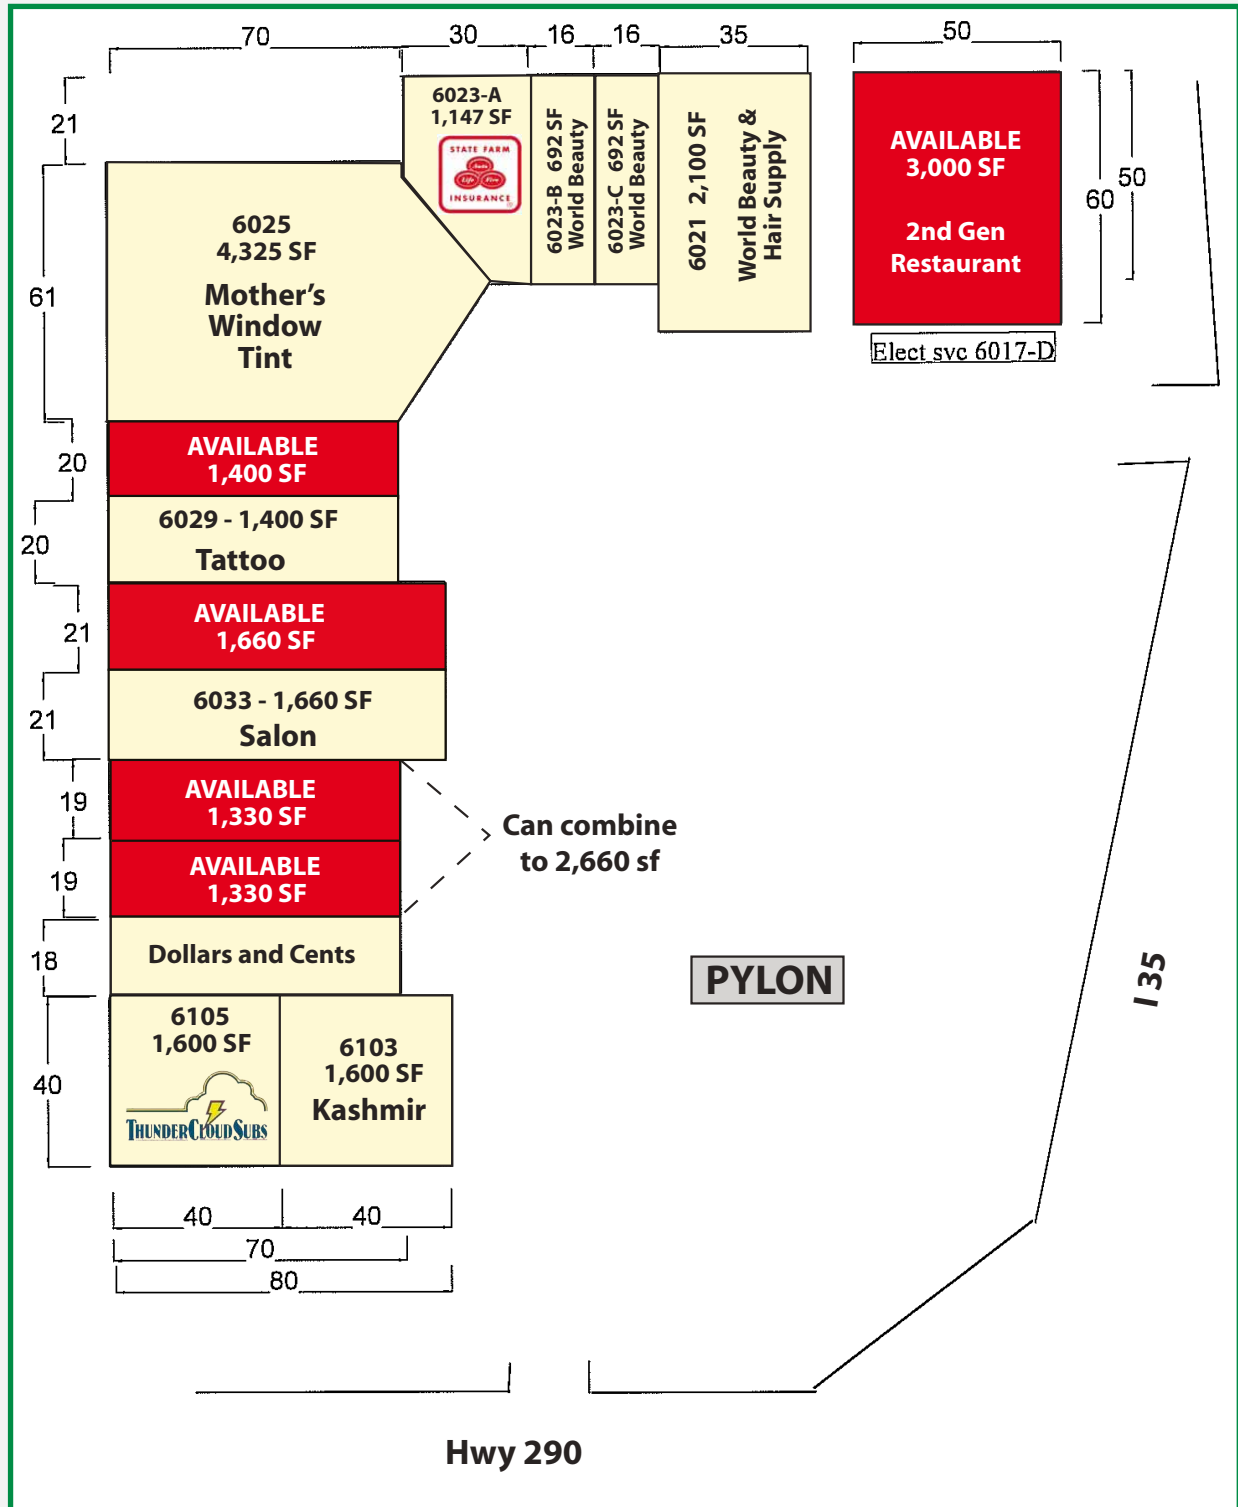 70
30
16
16
35
50
21
61
20
20
21
21
19
19
18
40
60
50
6023-A
1,147 SF
STATE FARM
Auto
Life Fire
INSURANCE
®
6023-B 692 SF
World Beauty
6023-C 692 SF
World Beauty
6021 2,100 SF
World Beauty &
Hair Supply
AVAILABLE
3,000 SF
2nd Gen
Restaurant
Elect svc 6017-D
6025
4,325 SF
Mother's
Window
Tint
AVAILABLE
1,400 SF
6029 - 1,400 SF
Tattoo
AVAILABLE
1,660 SF
6033 - 1,660 SF
Salon
AVAILABLE
1,330 SF
AVAILABLE
1,330 SF
Can combine
to 2,660 sf
Dollars and Cents
6105
1,600 SF
THUNDERCLOUD SUBS
6103
1,600 SF
Kashmir
PYLON
I 35
40
40
70
80
Hwy 290